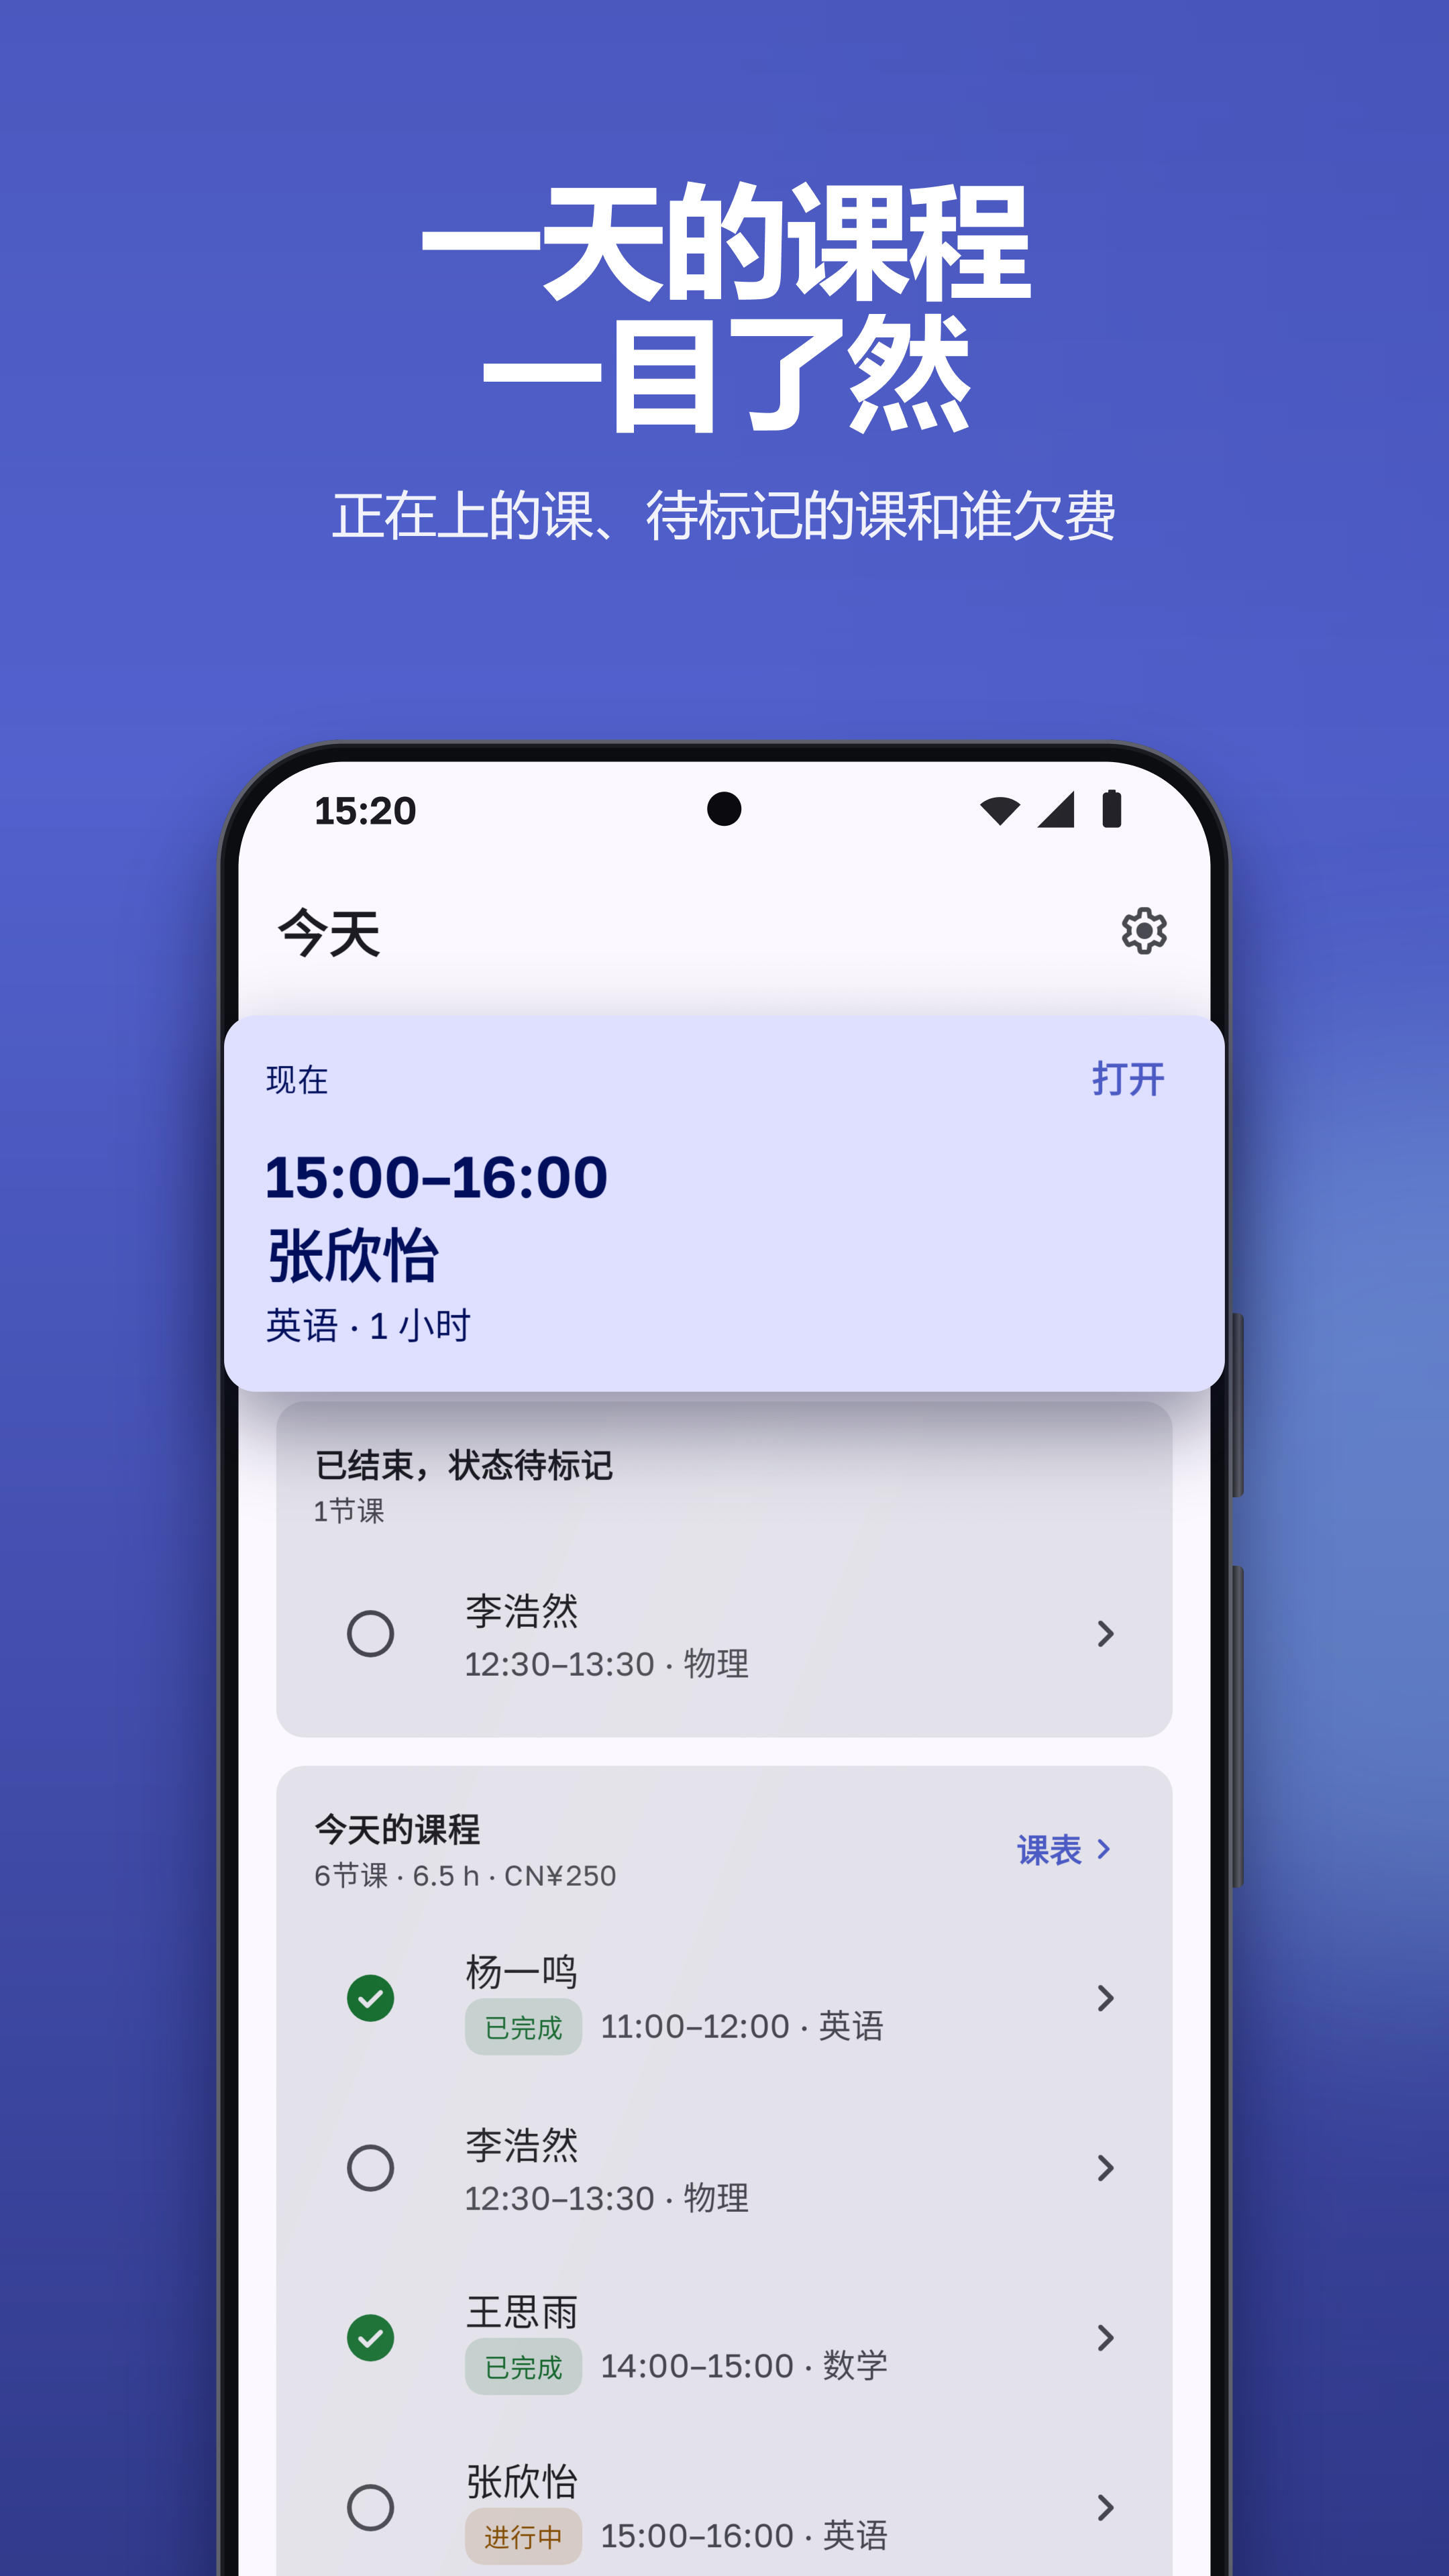 一天的课程
一目了然
正在上的课、待标记的课和谁欠费
15:20
今天
现在
打开
15:00–16:00
张欣怡
英语 · 1 小时
已结束，状态待标记
1节课
李浩然
12:30–13:30 · 物理
今天的课程
课表
6节课 · 6.5 h · CN¥250
杨一鸣
已完成 11:00–12:00 · 英语
李浩然
12:30–13:30 · 物理
王思雨
已完成 14:00–15:00 · 数学
张欣怡
进行中 15:00–16:00 · 英语